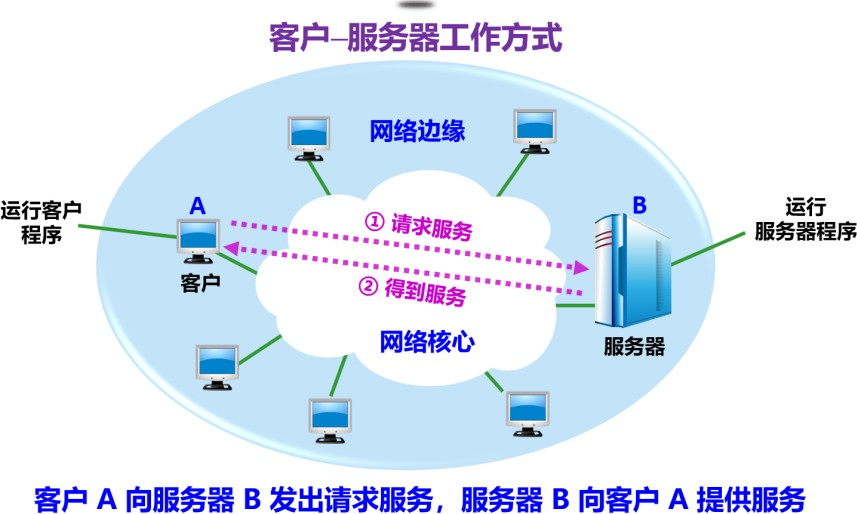 客户–服务器工作方式
网络边缘
A
B
运行客户
程序
运行
服务器程序
① 请求服务
客户
② 得到服务
网络核心
服务器
客户 A 向服务器 B 发出请求服务，服务器 B 向客户 A 提供服务